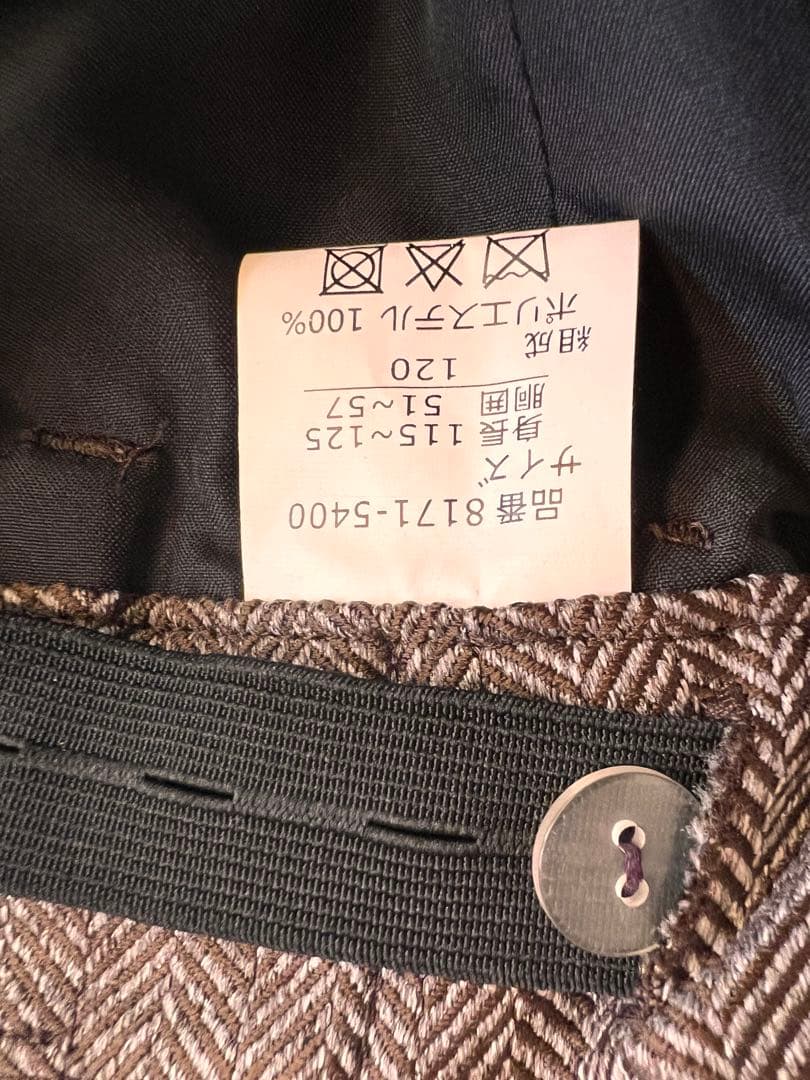 品番 8171-5400
サイズ
身長 115~125
胴囲 51~57
120
組成
ポリエステル 100%